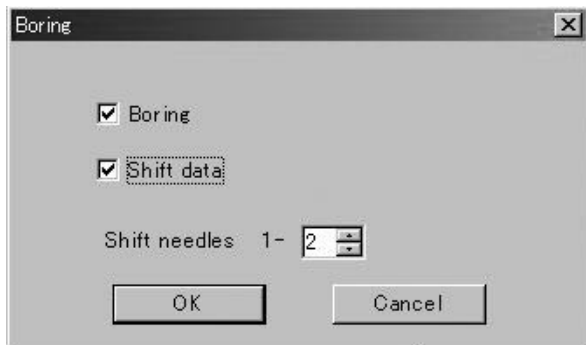 Boring
Boring
Shift data
Shift needles 1- 2
OK Cancel